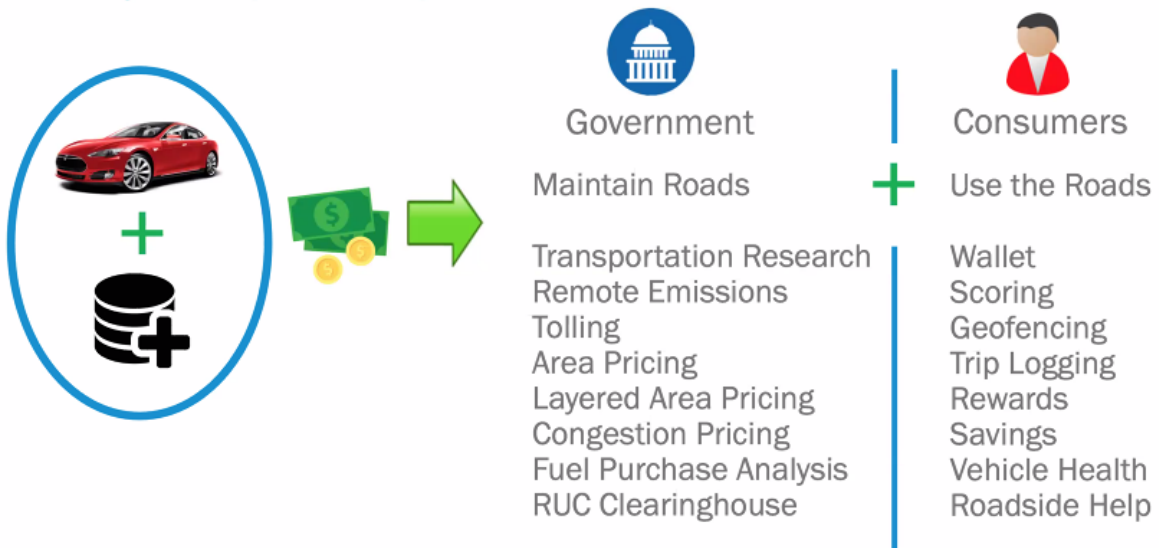 Government
Consumers
Maintain Roads
Use the Roads
Transportation Research
Remote Emissions
Tolling
Area Pricing
Layered Area Pricing
Congestion Pricing
Fuel Purchase Analysis
RUC Clearinghouse
Wallet
Scoring
Geofencing
Trip Logging
Rewards
Savings
Vehicle Health
Roadside Help